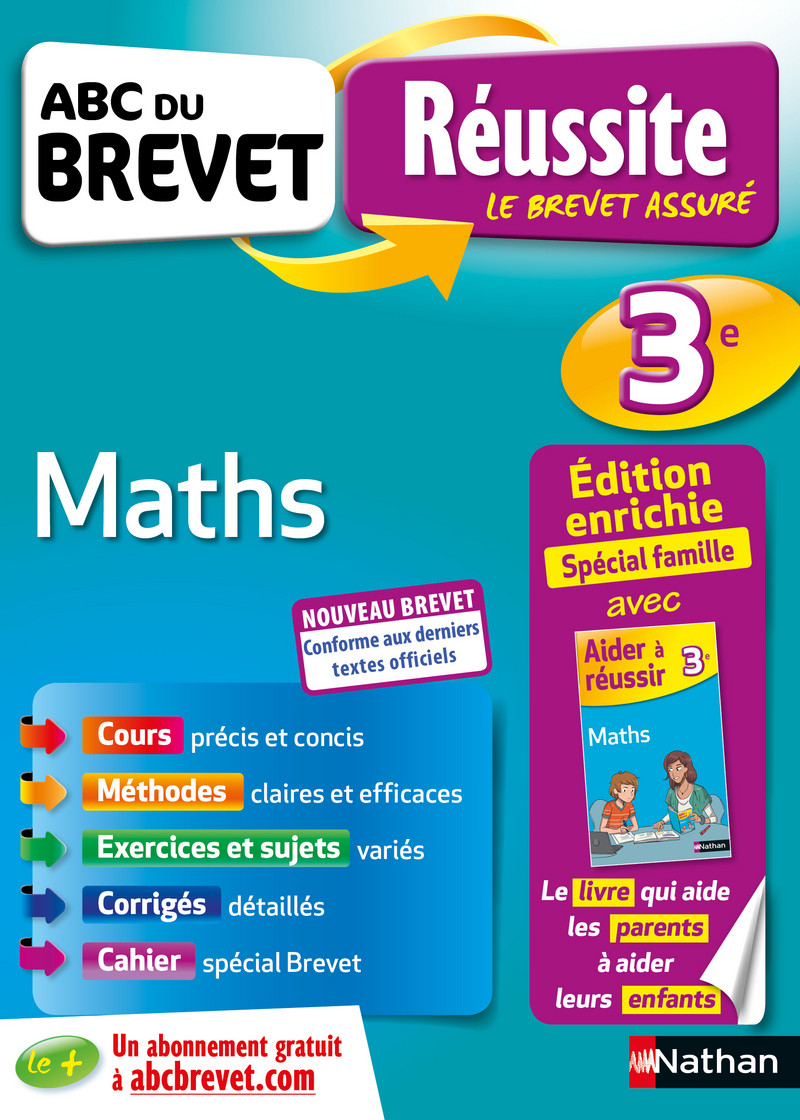 ABC DU
BREVET
Réussite
LE BREVET ASSURÉ
3e
Maths
Édition
enrichie
Spécial famille
avec
Aider à
réussir 3e
Maths
Nathan
Le livre qui aide
les parents
à aider
leurs enfants
NOUVEAU BREVET
Conforme aux derniers
textes officiels
Cours précis et concis
Méthodes claires et efficaces
Exercices et sujets variés
Corrigés détaillés
Cahier spécial Brevet
le +
Un abonnement gratuit
à abcbrevet.com
Nathan